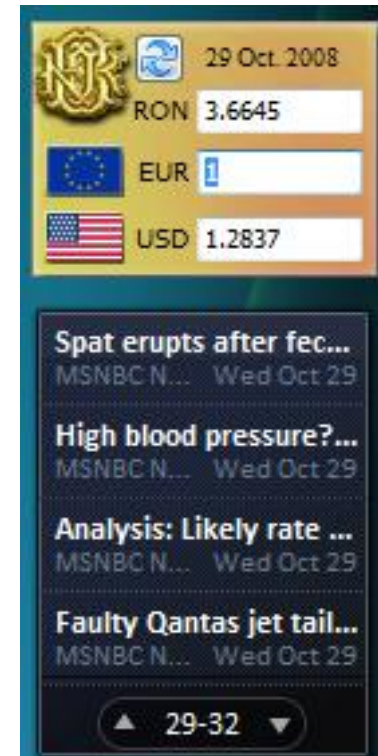 29 Oct. 2008
RON 3.6645
EUR 1
USD 1.2837
Spat erupts after fec...
MSNBC N... Wed Oct 29
High blood pressure?...
MSNBC N... Wed Oct 29
Analysis: Likely rate ...
MSNBC N... Wed Oct 29
Faulty Qantas jet tail...
MSNBC N... Wed Oct 29
29-32